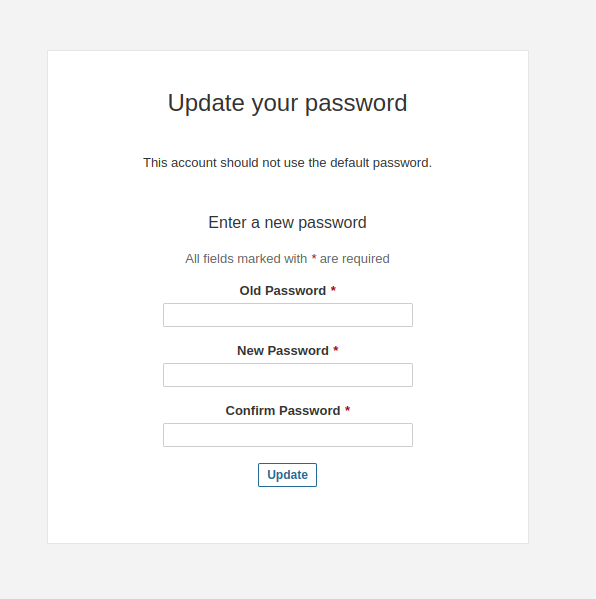 Update your password
This account should not use the default password.
Enter a new password
All fields marked with * are required
Old Password *
New Password *
Confirm Password *
Update